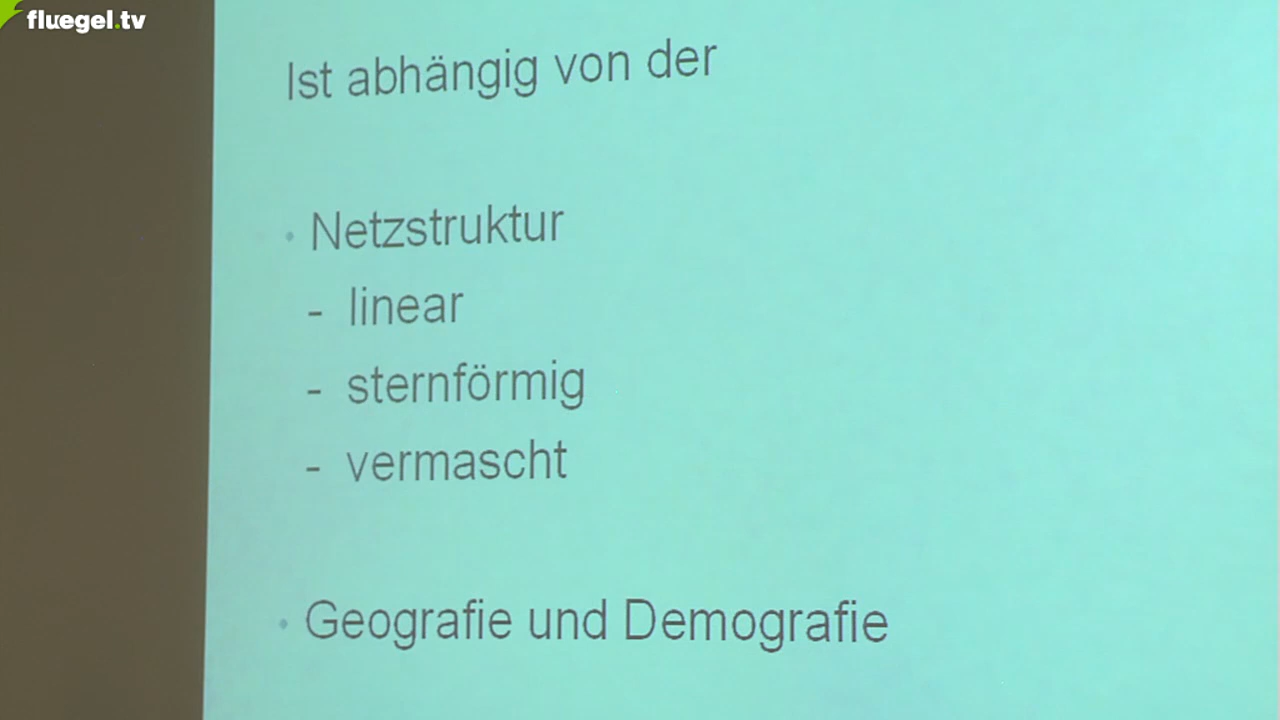 fluegel.tv
Ist abhängig von der
• Netzstruktur
- linear
- sternförmig
- vermascht
• Geografie und Demografie